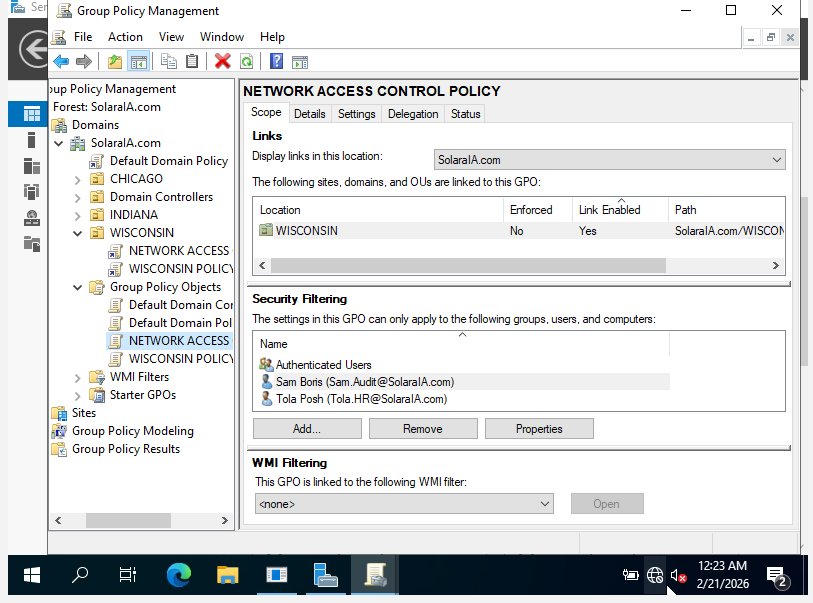 Ser
Group Policy Management
File Action View Window Help
oup Policy Management
Forest: SolaraIA.com
Domains
SolaraIA.com
Default Domain Policy
CHICAGO
Domain Controllers
INDIANA
WISCONSIN
NETWORK ACCESS
WISCONSIN POLICY
Group Policy Objects
Default Domain Cor
Default Domain Pol
NETWORK ACCESS
WISCONSIN POLICY
WMI Filters
Starter GPOs
Sites
Group Policy Modeling
Group Policy Results
NETWORK ACCESS CONTROL POLICY
Scope Details Settings Delegation Status
Links
Display links in this location: SolaraIA.com
The following sites, domains, and OUs are linked to this GPO:
Location Enforced Link Enabled Path
WISCONSIN No Yes SolaraIA.com/WISCON
Security Filtering
The settings in this GPO can only apply to the following groups, users, and computers:
Name
Authenticated Users
Sam Boris (Sam.Audit@SolaraIA.com)
Tola Posh (Tola.HR@SolaraIA.com)
Add... Remove Properties
WMI Filtering
This GPO is linked to the following WMI filter:
<none> Open
12:23 AM
2/21/2026
2